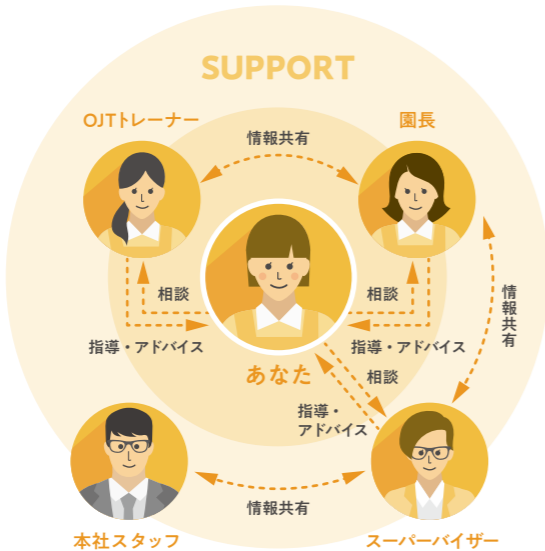 SUPPORT
OJTトレーナー
園長
情報共有
相談
相談
指導・アドバイス
指導・アドバイス
情報共有
あなた
相談
指導・
アドバイス
情報共有
本社スタッフ
スーパーバイザー